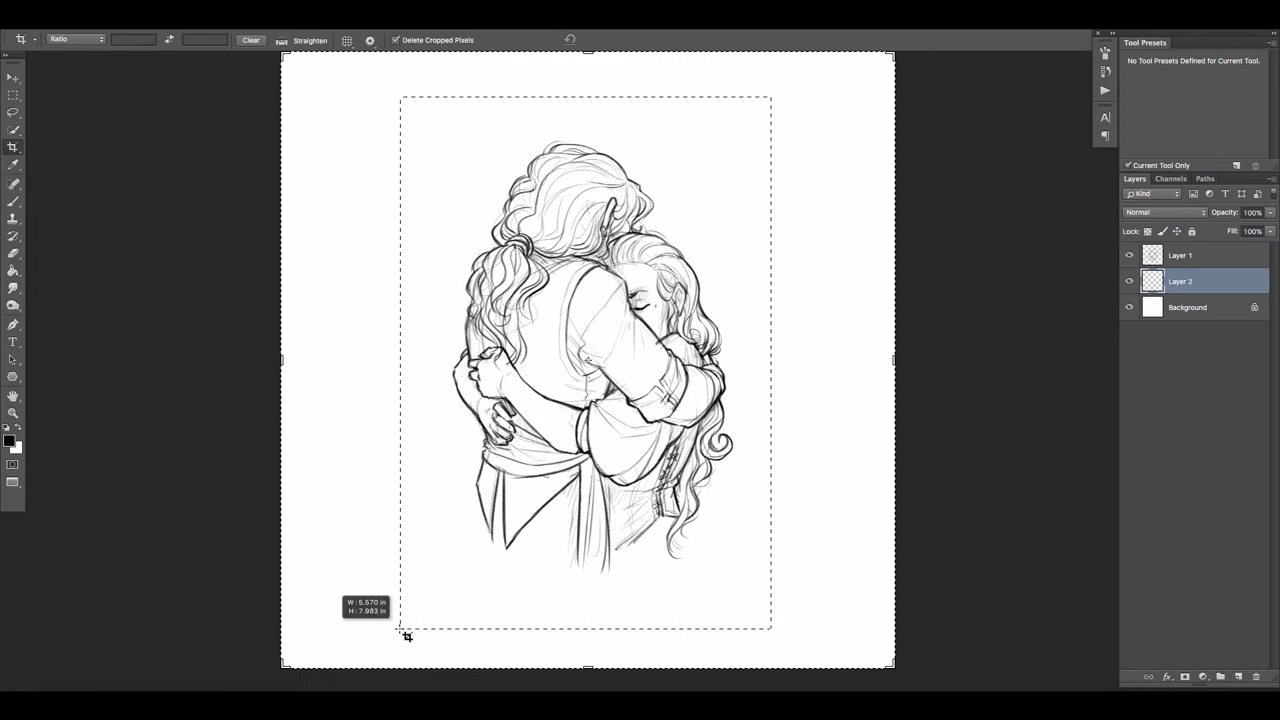 Ratio
Clear
Straighten
Delete Cropped Pixels
Tool Presets
No Tool Presets Defined for Current Tool.
Current Tool Only
Layers Channels Paths
Kind
Normal Opacity: 100%
Lock: Fill: 100%
Layer 1
Layer 2
Background
W: 5.570 in
H: 7.983 in